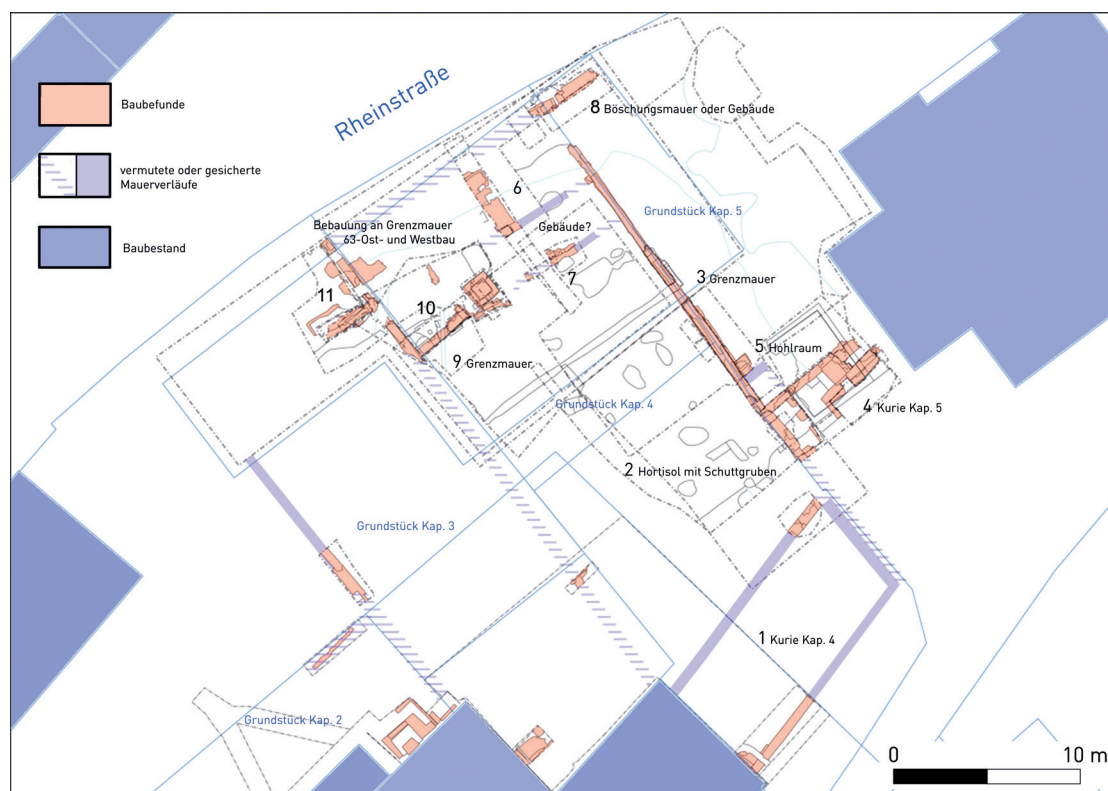 Baubefunde
vermutete oder gesicherte
Mauerverläufe
Baubestand
Rheinstraße
8 Böschungsmauer oder Gebäude
6
Grundstück Kap. 5
Bebauung an Grenzmauer
63-Ost- und Westbau
Gebäude?
7
3 Grenzmauer
11
10
9 Grenzmauer
5 Hohlraum
Grundstück Kap. 4
4 Kurie Kap. 5
2 Hortisol mit Schuttgruben
Grundstück Kap. 3
1 Kurie Kap. 4
Grundstück Kap. 2
0 10 m